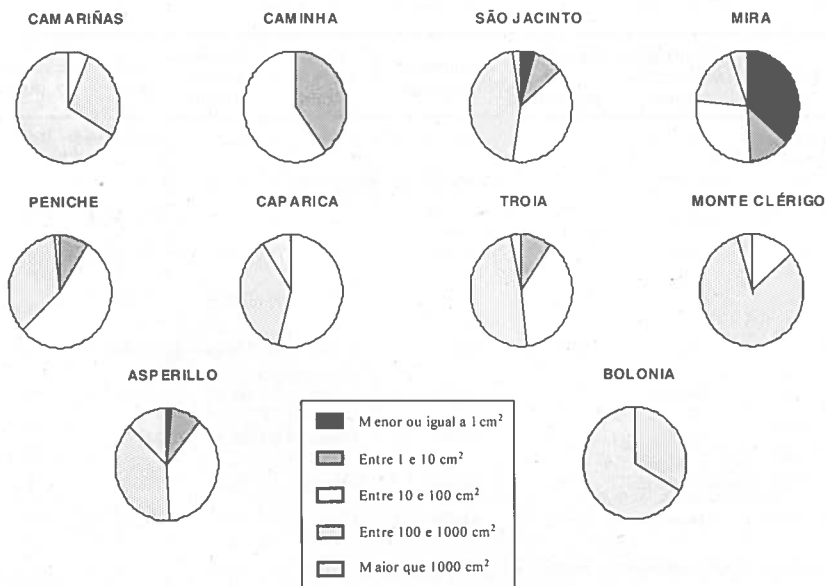 CAMARIÑAS
CAMINHA
SÃO JACINTO
MIRA
PENICHE
CAPARICA
TROIA
MONTE CLÉRIGO
ASPERILLO
BOLONIA
Menor ou igual a 1 cm²
Entre 1 e 10 cm²
Entre 10 e 100 cm²
Entre 100 e 1000 cm²
Maior que 1000 cm²